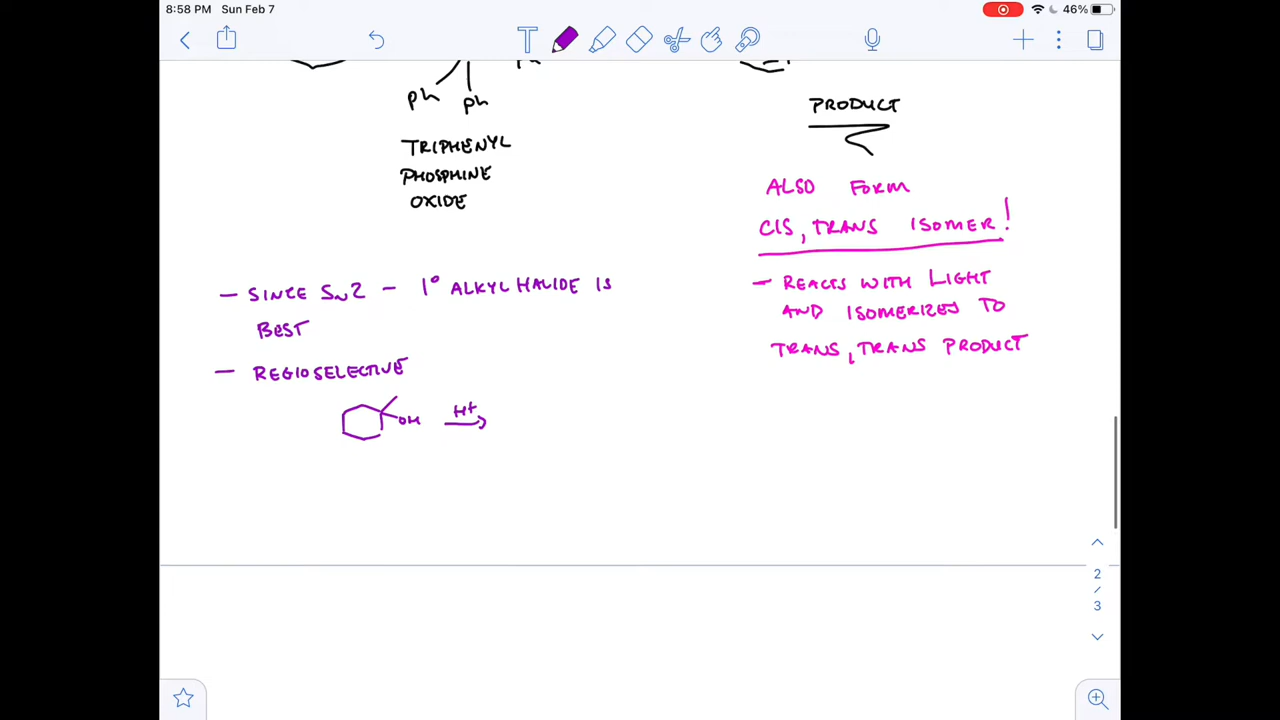 8:58 PM Sun Feb 7
46%
T
Ph Ph
TRIPHENYL
PHOSPHINE
OXIDE
PRODUCT
ALSO FORM
CIS, TRANS ISOMER!
- REACTS WITH LIGHT
AND ISOMERIZES TO
TRANS, TRANS PRODUCT
- SINCE SN2 - 1° ALKYL HALIDE IS
BEST
- REGIOSELECTIVE
OH H+
2
/
3